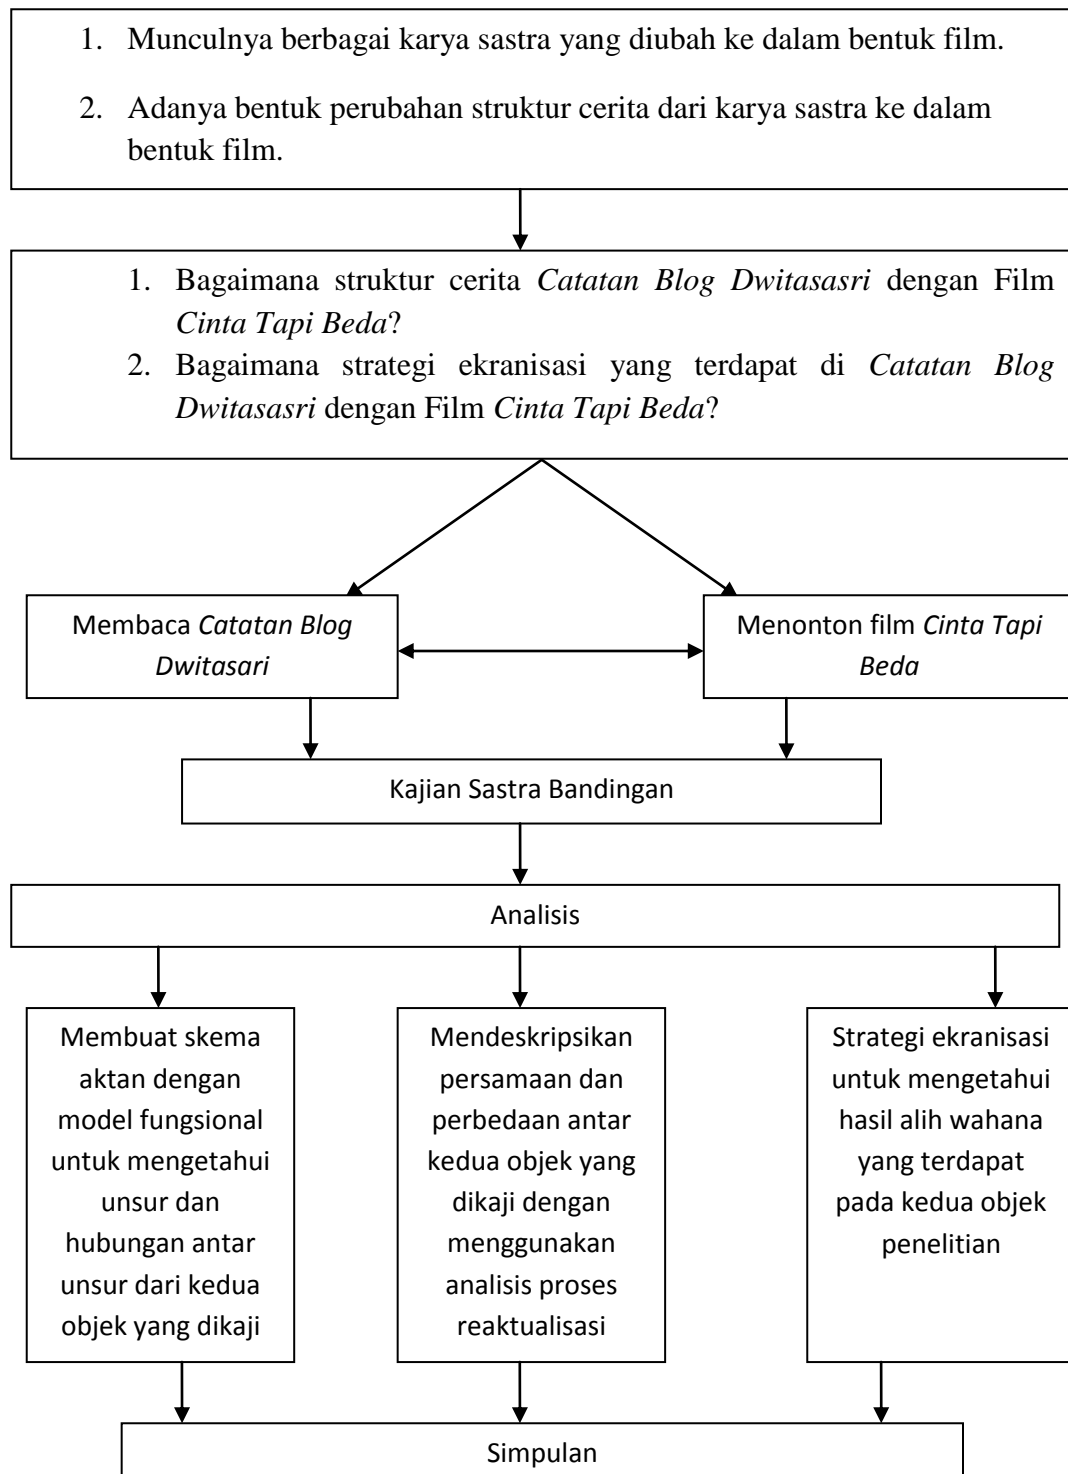 1. Munculnya berbagai karya sastra yang diubah ke dalam bentuk film.
2. Adanya bentuk perubahan struktur cerita dari karya sastra ke dalam
bentuk film.
1. Bagaimana struktur cerita Catatan Blog Dwitasasri dengan Film
Cinta Tapi Beda?
2. Bagaimana strategi ekranisasi yang terdapat di Catatan Blog
Dwitasasri dengan Film Cinta Tapi Beda?
Membaca Catatan Blog
Dwitasari
Menonton film Cinta Tapi
Beda
Kajian Sastra Bandingan
Analisis
Membuat skema
aktan dengan
model fungsional
untuk mengetahui
unsur dan
hubungan antar
unsur dari kedua
objek yang dikaji
Mendeskripsikan
persamaan dan
perbedaan antar
kedua objek yang
dikaji dengan
menggunakan
analisis proses
reaktualisasi
Strategi ekranisasi
untuk mengetahui
hasil alih wahana
yang terdapat
pada kedua objek
penelitian
Simpulan